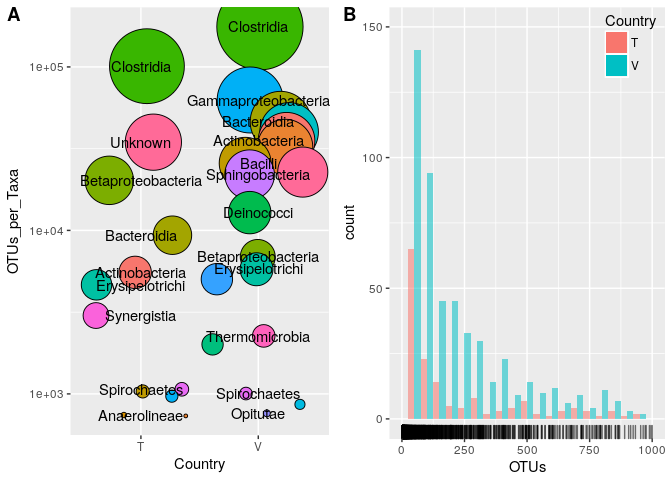 A
OTUs_per_Taxa
1e+05
1e+04
1e+03
Clostridia
Clostridia
Gammaproteobacteria
Bacteroidia
Unknown
Actinobacteria
Bacilli
Betaproteobacteria
Sphingobacteria
Deinococci
Bacteroidia
Betaproteobacteria
Actinobacteria
Erysipelotrichi
Erysipelotrichi
Synergistia
Thermomicrobia
Spirochaetes
Spirochaetes
Anaerolineae
Opitutae
T
V
Country
B
count
150
100
50
0
Country
T
V
0
250
500
750
1000
OTUs